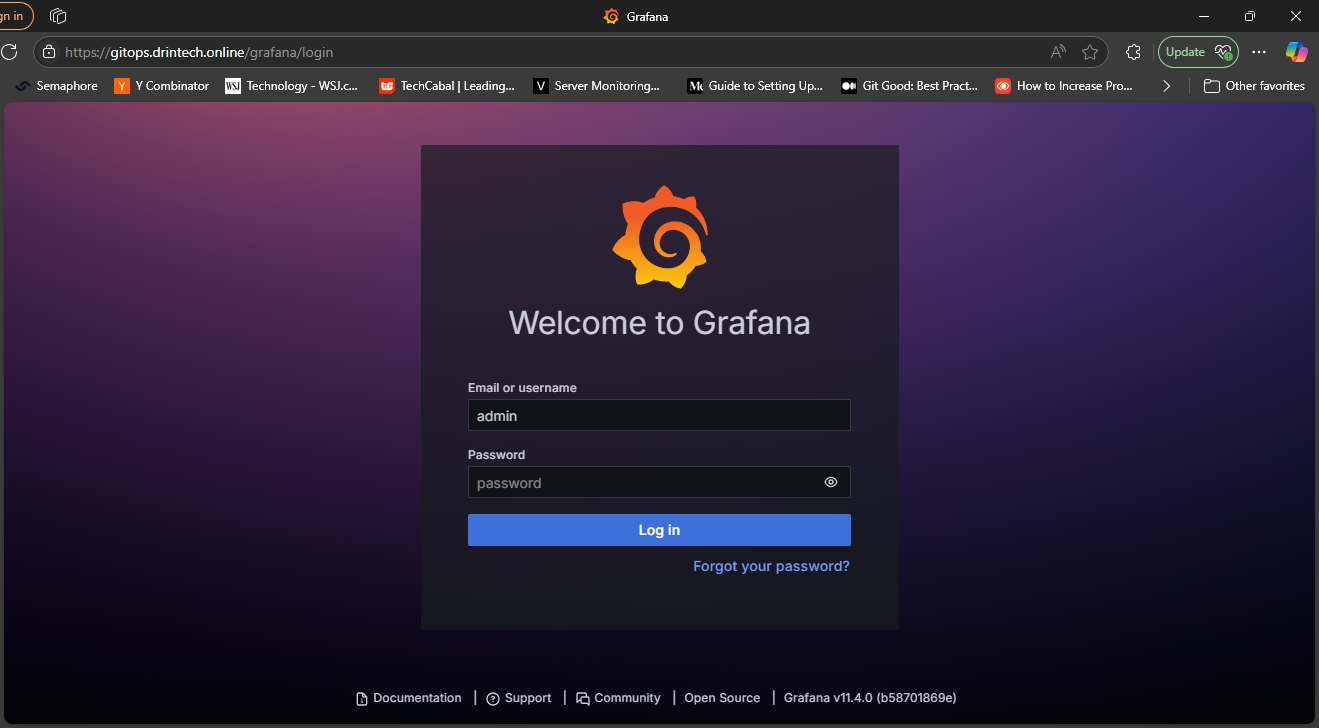 gn in
Grafana
https://gitops.drintech.online/grafana/login
Update
Semaphore
Y Combinator
Technology - WSJ.c...
TechCabal | Leading...
Server Monitoring...
Guide to Setting Up...
Git Good: Best Pract...
How to Increase Pro...
Other favorites
Welcome to Grafana
Email or username
admin
Password
password
Log in
Forgot your password?
Documentation | Support | Community | Open Source | Grafana v11.4.0 (b58701869e)